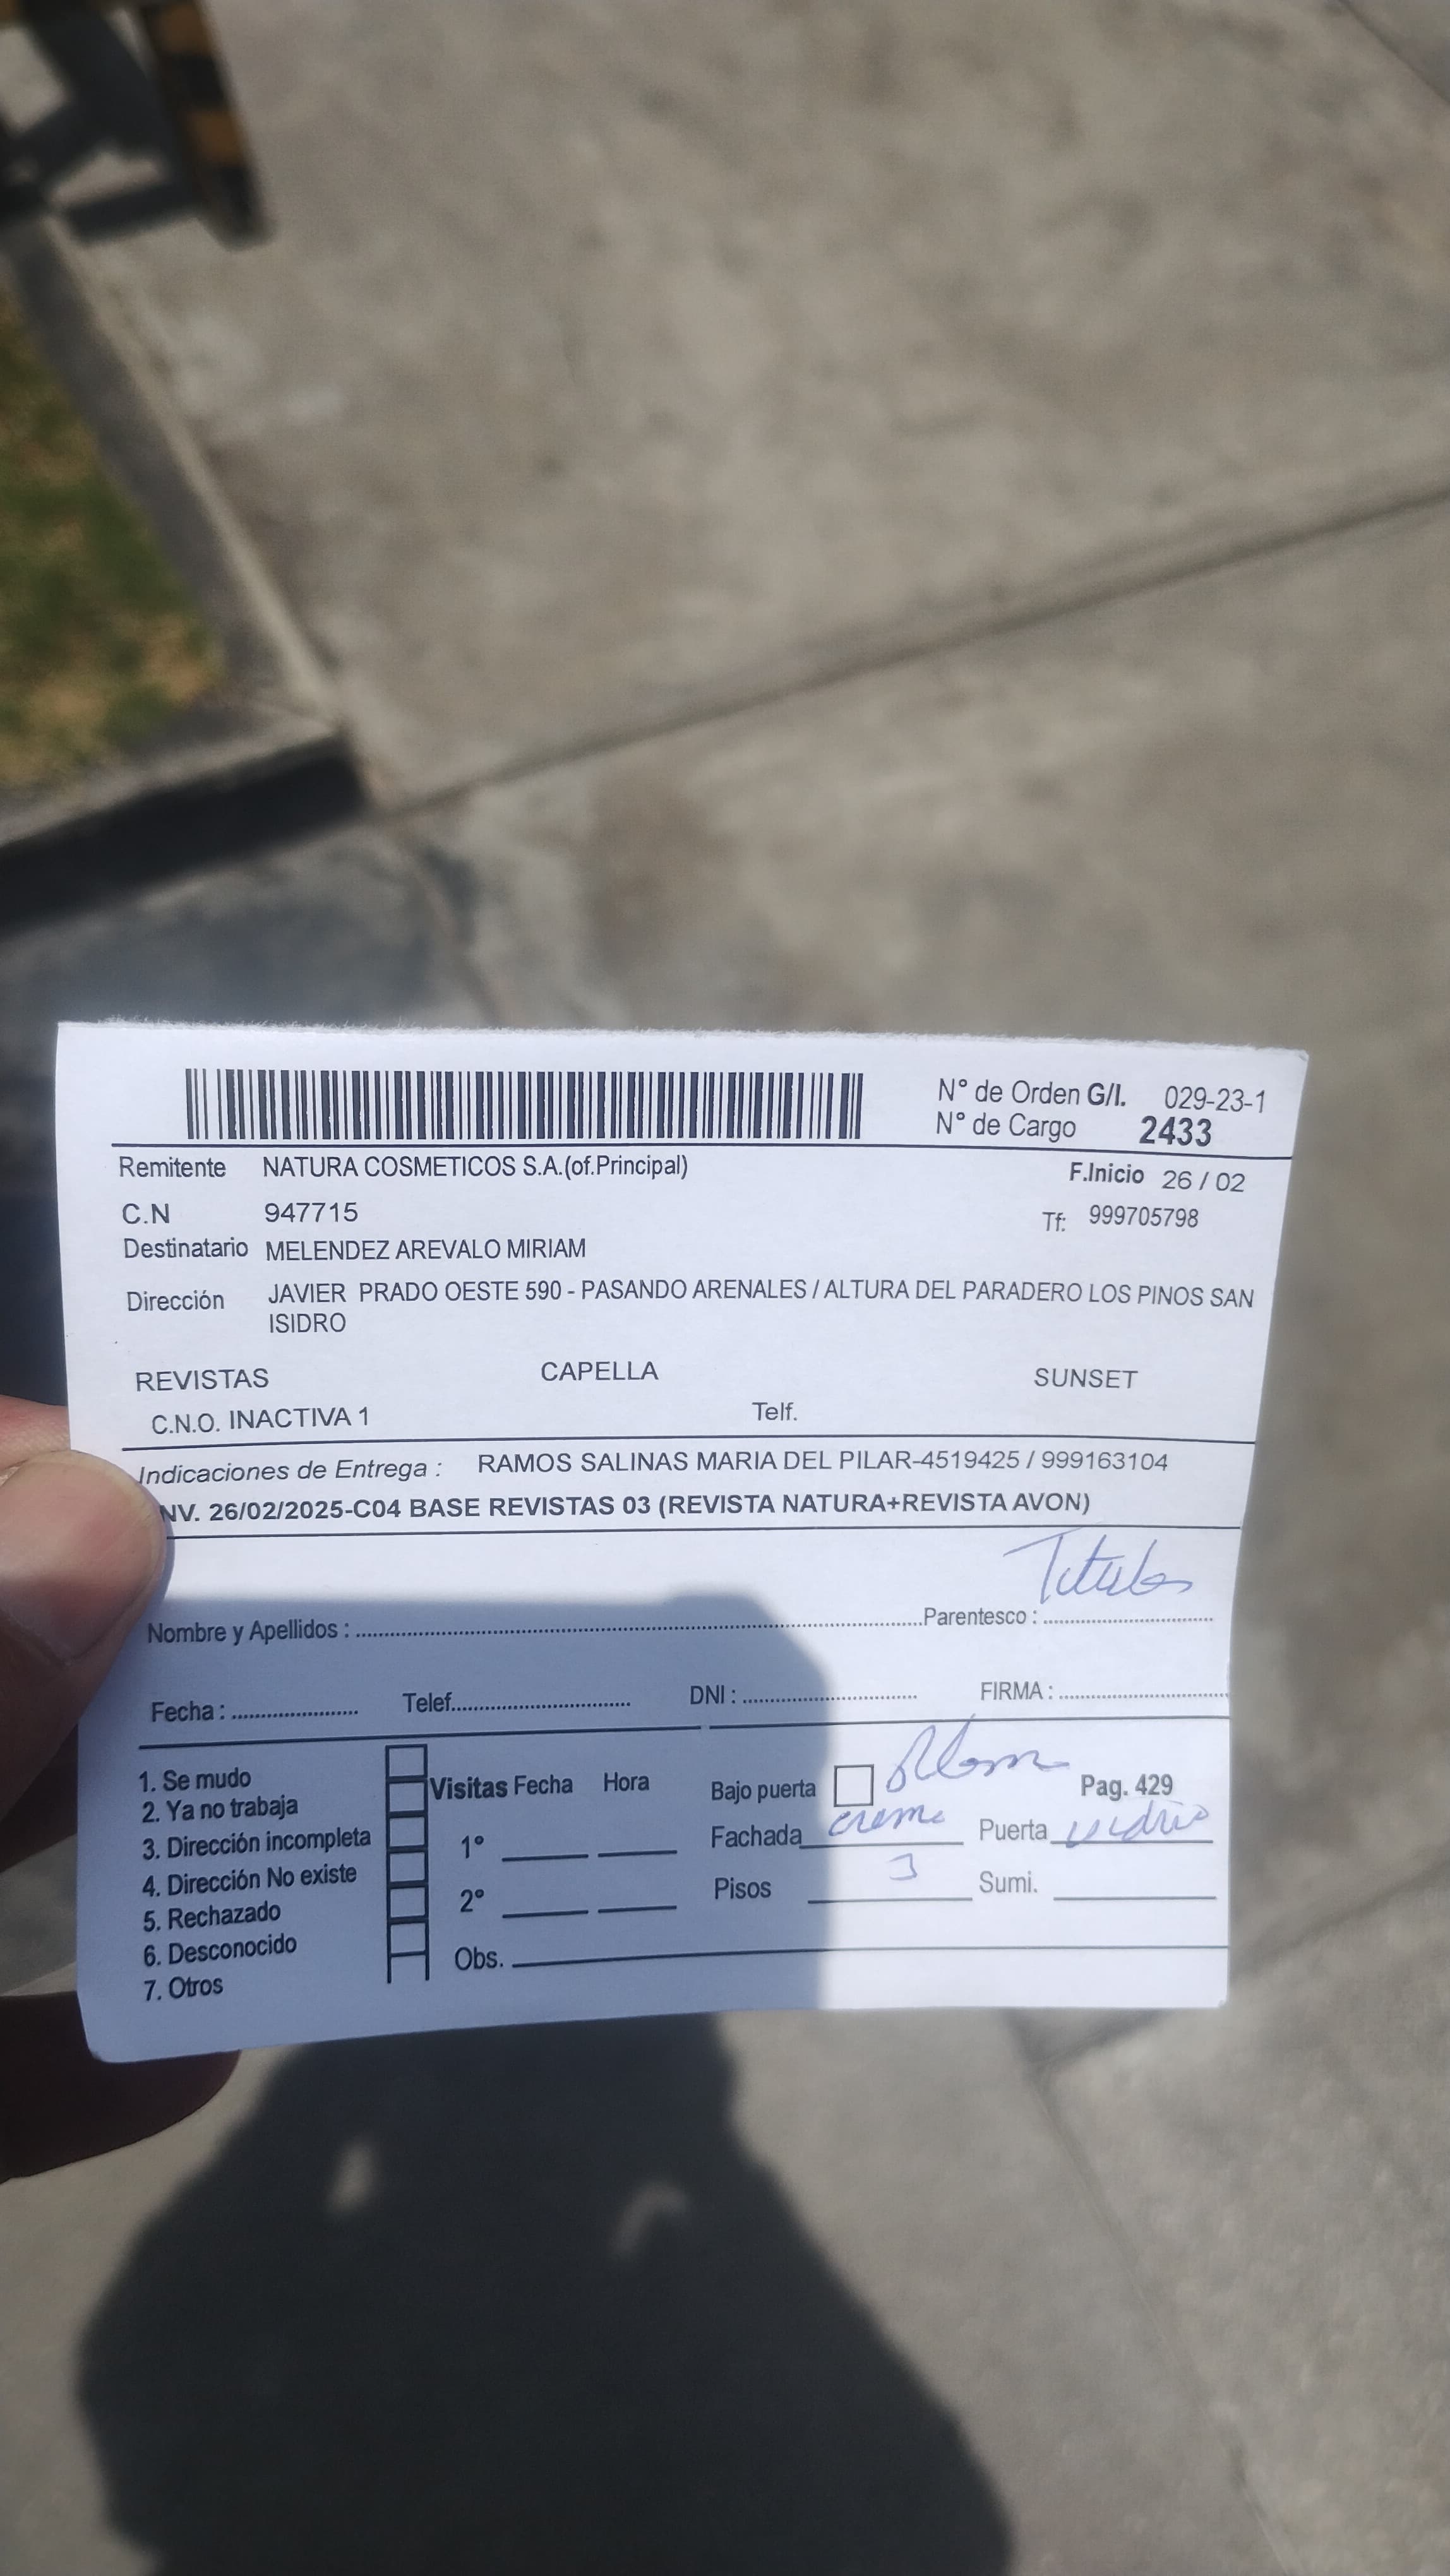 N° de Orden G/I. 029-23-1
N° de Cargo 2433
Remitente NATURA COSMETICOS S.A.(of.Principal) F.Inicio 26 / 02
C.N 947715 Tf: 999705798
Destinatario MELENDEZ AREVALO MIRIAM
Dirección JAVIER PRADO OESTE 590 - PASANDO ARENALES / ALTURA DEL PARADERO LOS PINOS SAN
ISIDRO
REVISTAS CAPELLA SUNSET
C.N.O. INACTIVA 1 Telf.
Indicaciones de Entrega : RAMOS SALINAS MARIA DEL PILAR-4519425 / 999163104
NV. 26/02/2025-C04 BASE REVISTAS 03 (REVISTA NATURA+REVISTA AVON)
Nombre y Apellidos : Parentesco :
Fecha : Telef. DNI : FIRMA :
1. Se mudo
2. Ya no trabaja
3. Dirección incompleta
4. Dirección No existe
5. Rechazado
6. Desconocido
7. Otros
Visitas Fecha Hora
1°
2°
Obs.
Bajo puerta Pag. 429
Fachada creme Puerta vidrio
Pisos 3 Sumi.